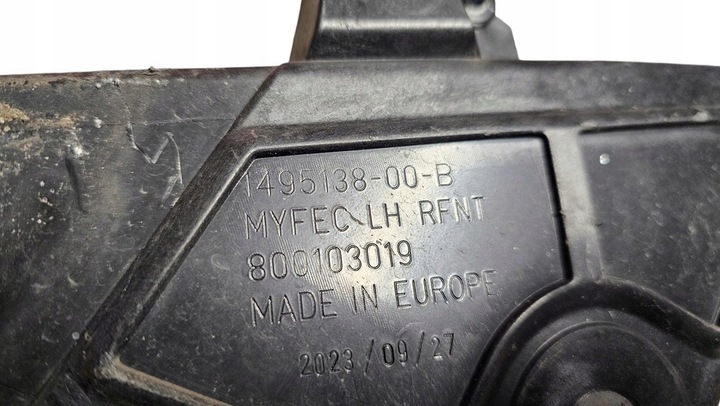 1495138-00-B
MYFEC LH RFNT
800103019
MADE IN EUROPE
2023/09/27